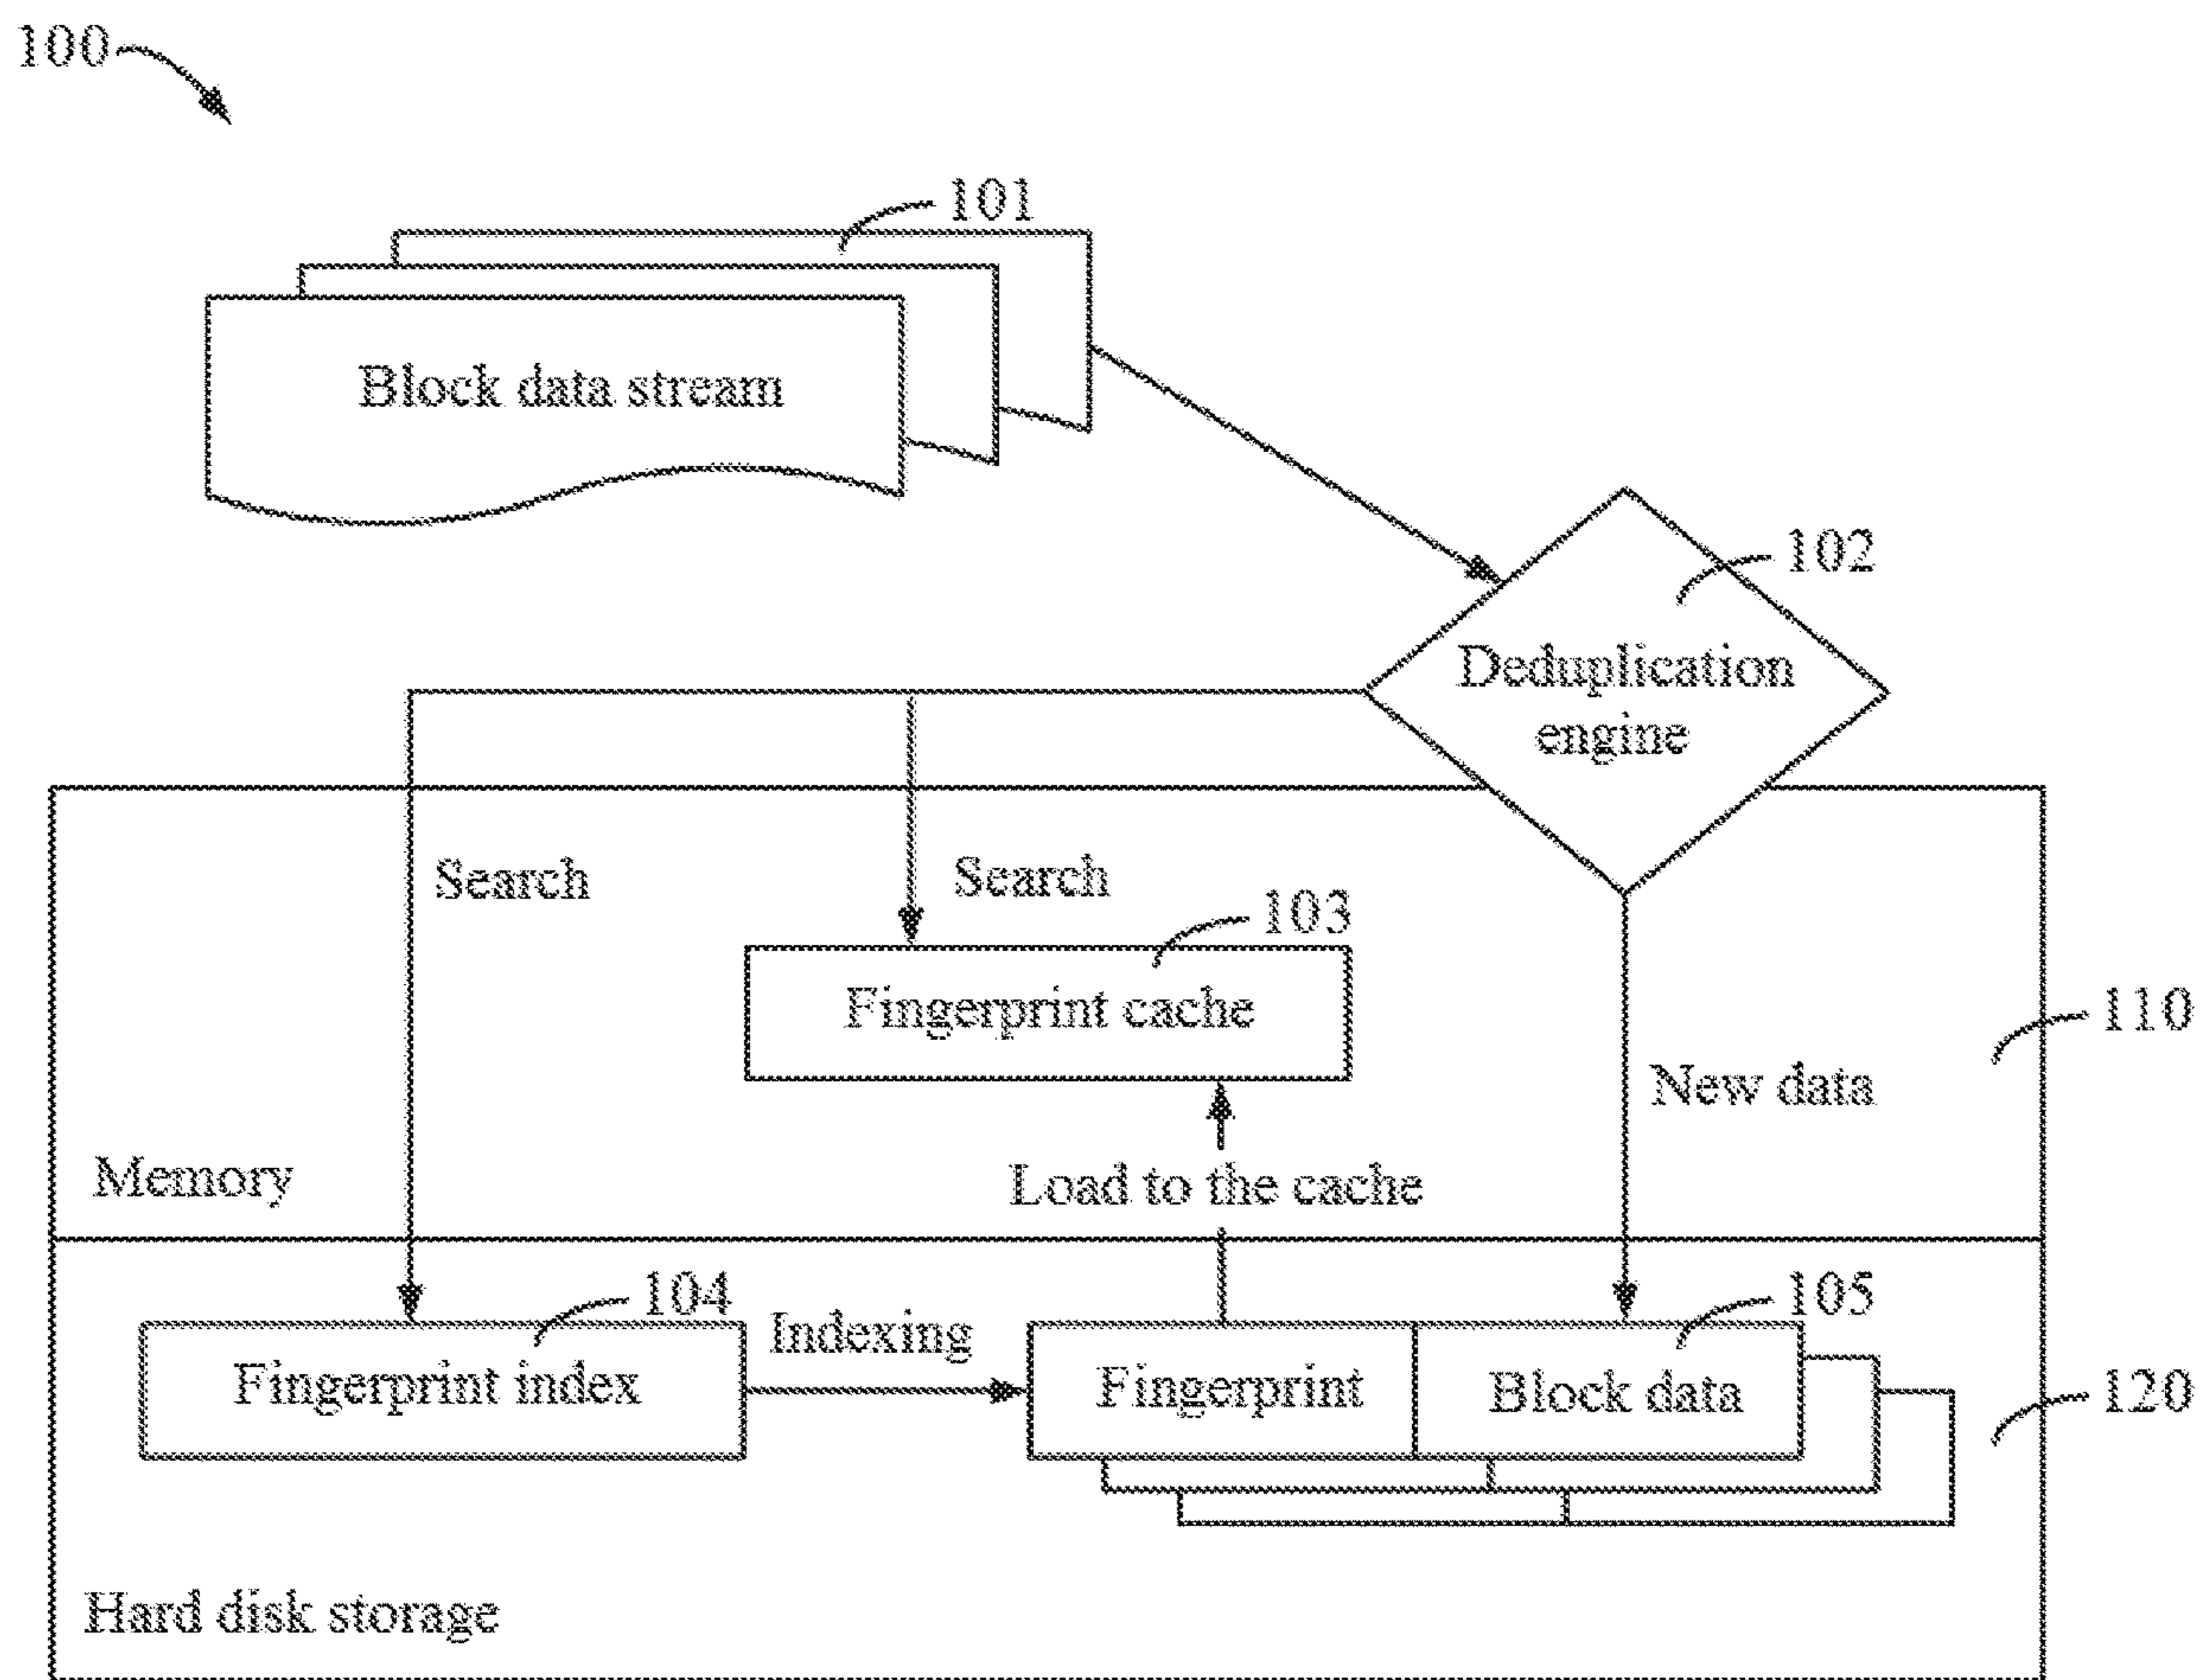 100
101
Block data stream
102
Deduplication
engine
Search
Search
103
Fingerprint cache
110
New data
Memory
Load to the cache
104
Indexing
105
Fingerprint index
Fingerprint
Block data
120
Hard disk storage